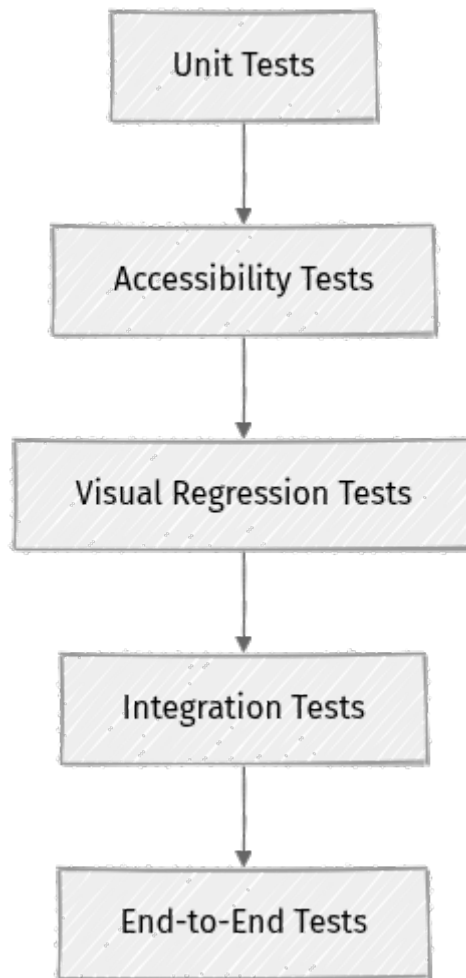 Unit Tests
Accessibility Tests
Visual Regression Tests
Integration Tests
End-to-End Tests